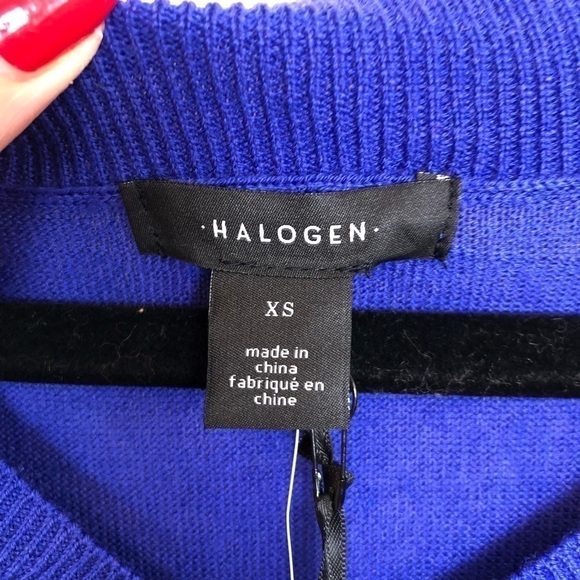 ·HALOGEN·
XS
made in
china
fabriqué en
chine